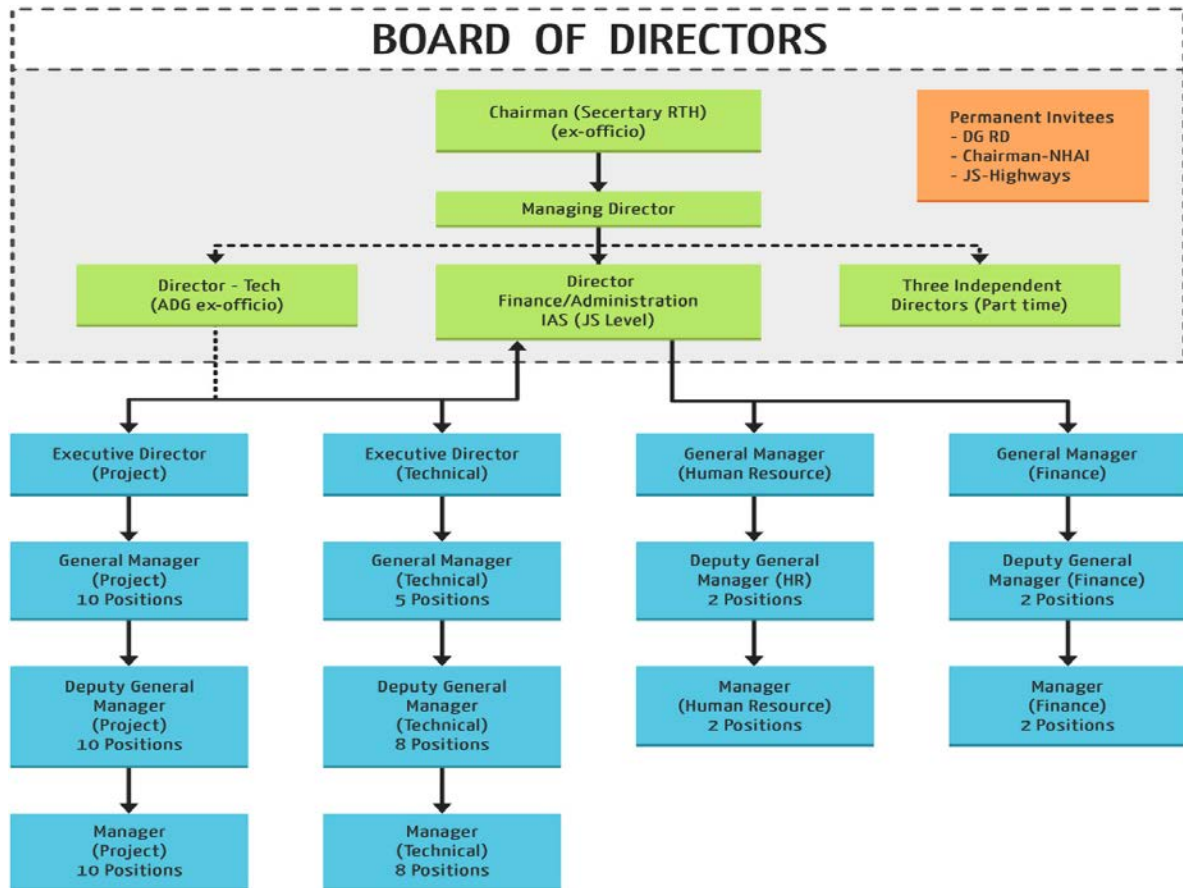 BOARD OF DIRECTORS
Chairman (Secertary RTH)
(ex-officio)
Permanent Invitees
- DG RD
- Chairman-NHAI
- JS-Highways
Managing Director
Director - Tech
(ADG ex-officio)
Director
Finance/Administration
IAS (JS Level)
Three Independent
Directors (Part time)
Executive Director
(Project)
Executive Director
(Technical)
General Manager
(Human Resource)
General Manager
(Finance)
General Manager
(Project)
10 Positions
General Manager
(Technical)
5 Positions
Deputy General
Manager (HR)
2 Positions
Deputy General
Manager (Finance)
2 Positions
Deputy General
Manager
(Project)
10 Positions
Deputy General
Manager
(Technical)
8 Positions
Manager
(Human Resource)
2 Positions
Manager
(Finance)
2 Positions
Manager
(Project)
10 Positions
Manager
(Technical)
8 Positions